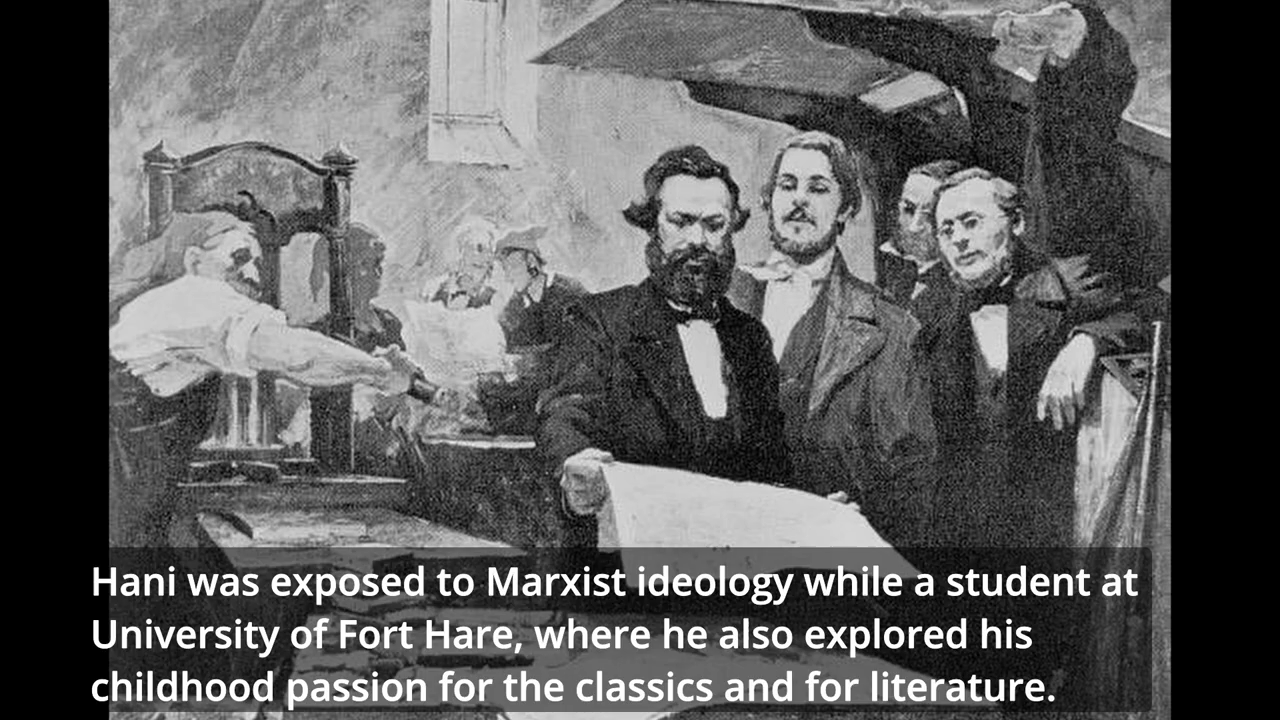 Hani was exposed to Marxist ideology while a student at
University of Fort Hare, where he also explored his
childhood passion for the classics and for literature.